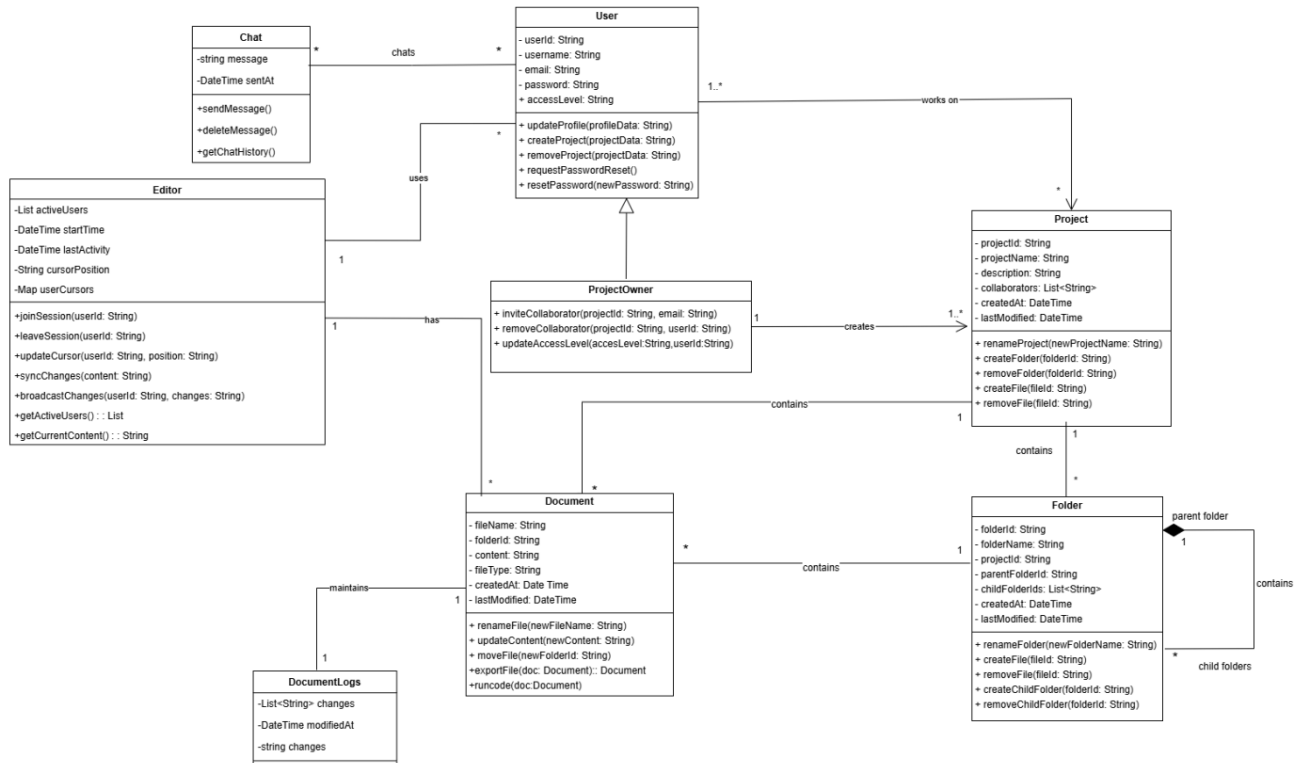 User
- userId: String
- username: String
- email: String
- password: String
+ accessLevel: String
+ updateProfile(profileData: String)
+ createProject(projectData: String)
+ removeProject(projectData: String)
+ requestPasswordReset()
+ resetPassword(newPassword: String)
Chat
-string message
-DateTime sentAt
+sendMessage()
+deleteMessage()
+getChatHistory()
*
chats
*
1..*
works on
*
*
uses
1
Editor
-List activeUsers
-DateTime startTime
-DateTime lastActivity
-String cursorPosition
-Map userCursors
+joinSession(userId: String)
+leaveSession(userId: String)
+updateCursor(userId: String, position: String)
+syncChanges(content: String)
+broadcastChanges(userId: String, changes: String)
+getActiveUsers() : : List
+getCurrentContent() : : String
1
has
*
ProjectOwner
+ inviteCollaborator(projectId: String, email: String)
+ removeCollaborator(projectId: String, userId: String)
+ updateAccessLevel(accesLevel:String,userId:String)
1
creates
1..*
Project
- projectId: String
- projectName: String
- description: String
- collaborators: List<String>
- createdAt: DateTime
- lastModified: DateTime
+ renameProject(newProjectName: String)
+ createFolder(folderId: String)
+ removeFolder(folderId: String)
+ createFile(fileId: String)
+ removeFile(fileId: String)
contains
1
*
1
contains
*
Document
- fileName: String
- folderId: String
- content: String
- fileType: String
- createdAt: Date Time
- lastModified: DateTime
+ renameFile(newFileName: String)
+ updateContent(newContent: String)
+ moveFile(newFolderId: String)
+exportFile(doc: Document):: Document
+runcode(doc:Document)
*
contains
1
Folder
- folderId: String
- folderName: String
- projectId: String
- parentFolderId: String
- childFolderIds: List<String>
- createdAt: DateTime
- lastModified: DateTime
+ renameFolder(newFolderName: String)
+ createFile(fileId: String)
+ removeFile(fileId: String)
+ createChildFolder(folderId: String)
+ removeChildFolder(folderId: String)
parent folder
1
contains
*
child folders
maintains
1
1
DocumentLogs
-List<String> changes
-DateTime modifiedAt
-string changes